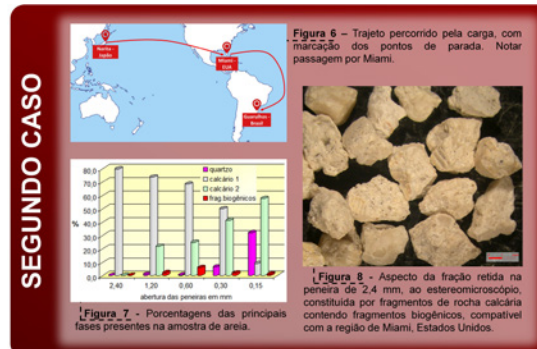 SEGUNDO CASO
Narita -
Japão
Miami -
EUA
Guarulhos -
Brasil
Figura 6 – Trajeto percorrido pela carga, com
marcação dos pontos de parada. Notar
passagem por Miami.
80,0
70,0
60,0
50,0
40,0
30,0
20,0
10,0
0,0
%
quartzo
calcário 1
calcário 2
frag.biogênicos
2,40 1,20 0,60 0,30 0,15
abertura das peneiras em mm
Figura 7 - Porcentagens das principais
fases presentes na amostra de areia.
Figura 8 - Aspecto da fração retida na
peneira de 2,4 mm, ao estereomicroscópio,
constituída por fragmentos de rocha calcária
contendo fragmentos biogênicos, compatível
com a região de Miami, Estados Unidos.